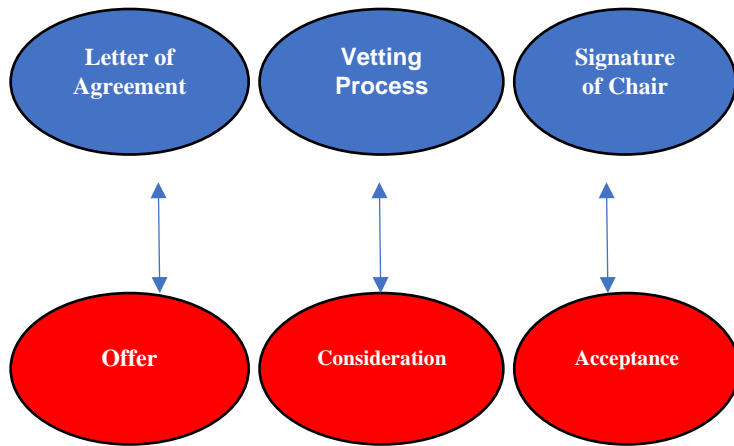 Letter of
Agreement
Vetting
Process
Signature
of Chair
Offer
Consideration
Acceptance